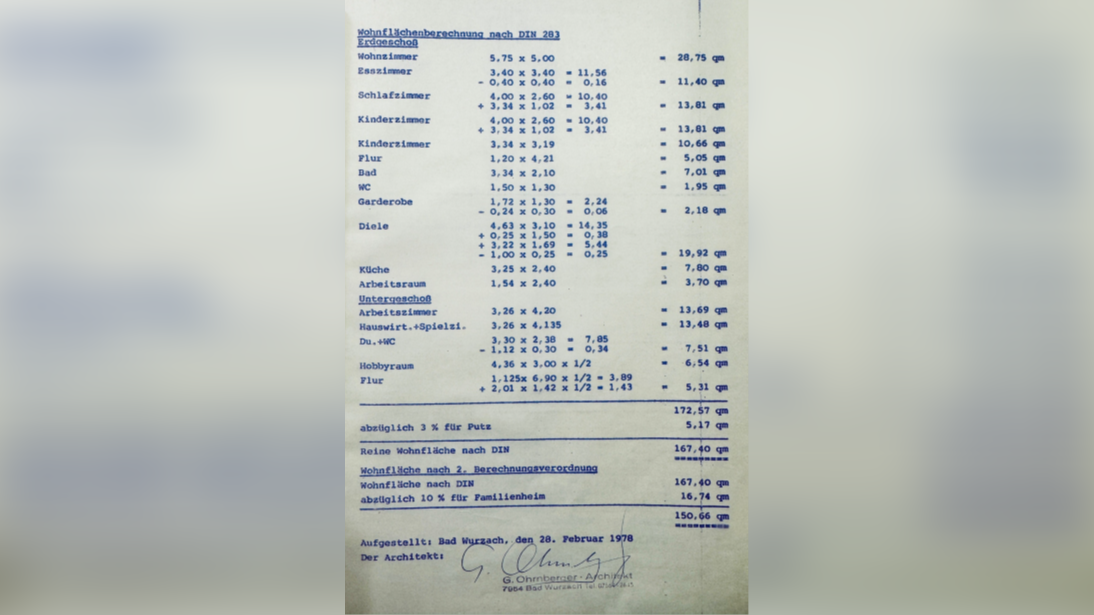 Wohnflächenberechnung nach DIN 283
Erdgeschoß
Wohnzimmer 5,75 x 5,00 = 28,75 qm
Esszimmer 3,40 x 3,40 = 11,56
- 0,40 x 0,40 = 0,16 = 11,40 qm
Schlafzimmer 4,00 x 2,60 = 10,40
+ 3,34 x 1,02 = 3,41 = 13,81 qm
Kinderzimmer 4,00 x 2,60 = 10,40
+ 3,34 x 1,02 = 3,41 = 13,81 qm
Kinderzimmer 3,34 x 3,19 = 10,66 qm
Flur 1,20 x 4,21 = 5,05 qm
Bad 3,34 x 2,10 = 7,01 qm
WC 1,50 x 1,30 = 1,95 qm
Garderobe 1,72 x 1,30 = 2,24
- 0,24 x 0,30 = 0,06 = 2,18 qm
Diele 4,63 x 3,10 = 14,35
+ 0,25 x 1,50 = 0,38
+ 3,22 x 1,69 = 5,44
- 1,00 x 0,25 = 0,25 = 19,92 qm
Küche 3,25 x 2,40 = 7,80 qm
Arbeitsraum 1,54 x 2,40 = 3,70 qm
Untergeschoß
Arbeitszimmer 3,26 x 4,20 = 13,69 qm
Hauswirt.+Spielzi. 3,26 x 4,135 = 13,48 qm
Du.+WC 3,30 x 2,38 = 7,85
- 1,12 x 0,30 = 0,34 = 7,51 qm
Hobbyraum 4,36 x 3,00 x 1/2 = 6,54 qm
Flur 1,125x 6,90 x 1/2 = 3,89
+ 2,01 x 1,42 x 1/2 = 1,43 = 5,31 qm
172,57 qm
abzüglich 3 % für Putz 5,17 qm
Reine Wohnfläche nach DIN 167,40 qm
Wohnfläche nach 2. Berechnungsverordnung
Wohnfläche nach DIN 167,40 qm
abzüglich 10 % für Familienheim 16,74 qm
150,66 qm
Aufgestellt: Bad Wurzach, den 28. Februar 1978
Der Architekt:
G. Ohrnberger - Architekt
7954 Bad Wurzach